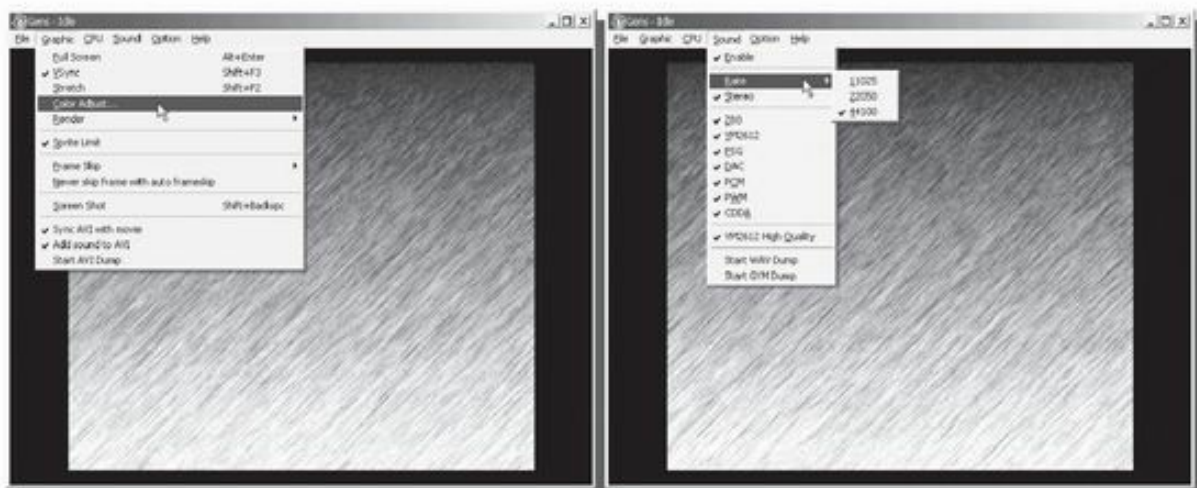 Gens - Idle
File Graphic CPU Sound Option Help
Full Screen Alt+Enter
VSync Shift+F3
Stretch Shift+F2
Color Adjust...
Render
Sprite Limit
Frame Skip
Never skip frame with auto frameskip
Screen Shot Shift+Backspc
Sync AVI with movie
Add sound to AVI
Start AVI Dump
Gens - Idle
File Graphic CPU Sound Option Help
Enable
Rate
11025
22050
44100
Stereo
Z80
YM2612
PSG
DAC
PCM
PWM
CDDA
YM2612 High Quality
Start WAV Dump
Start GYM Dump